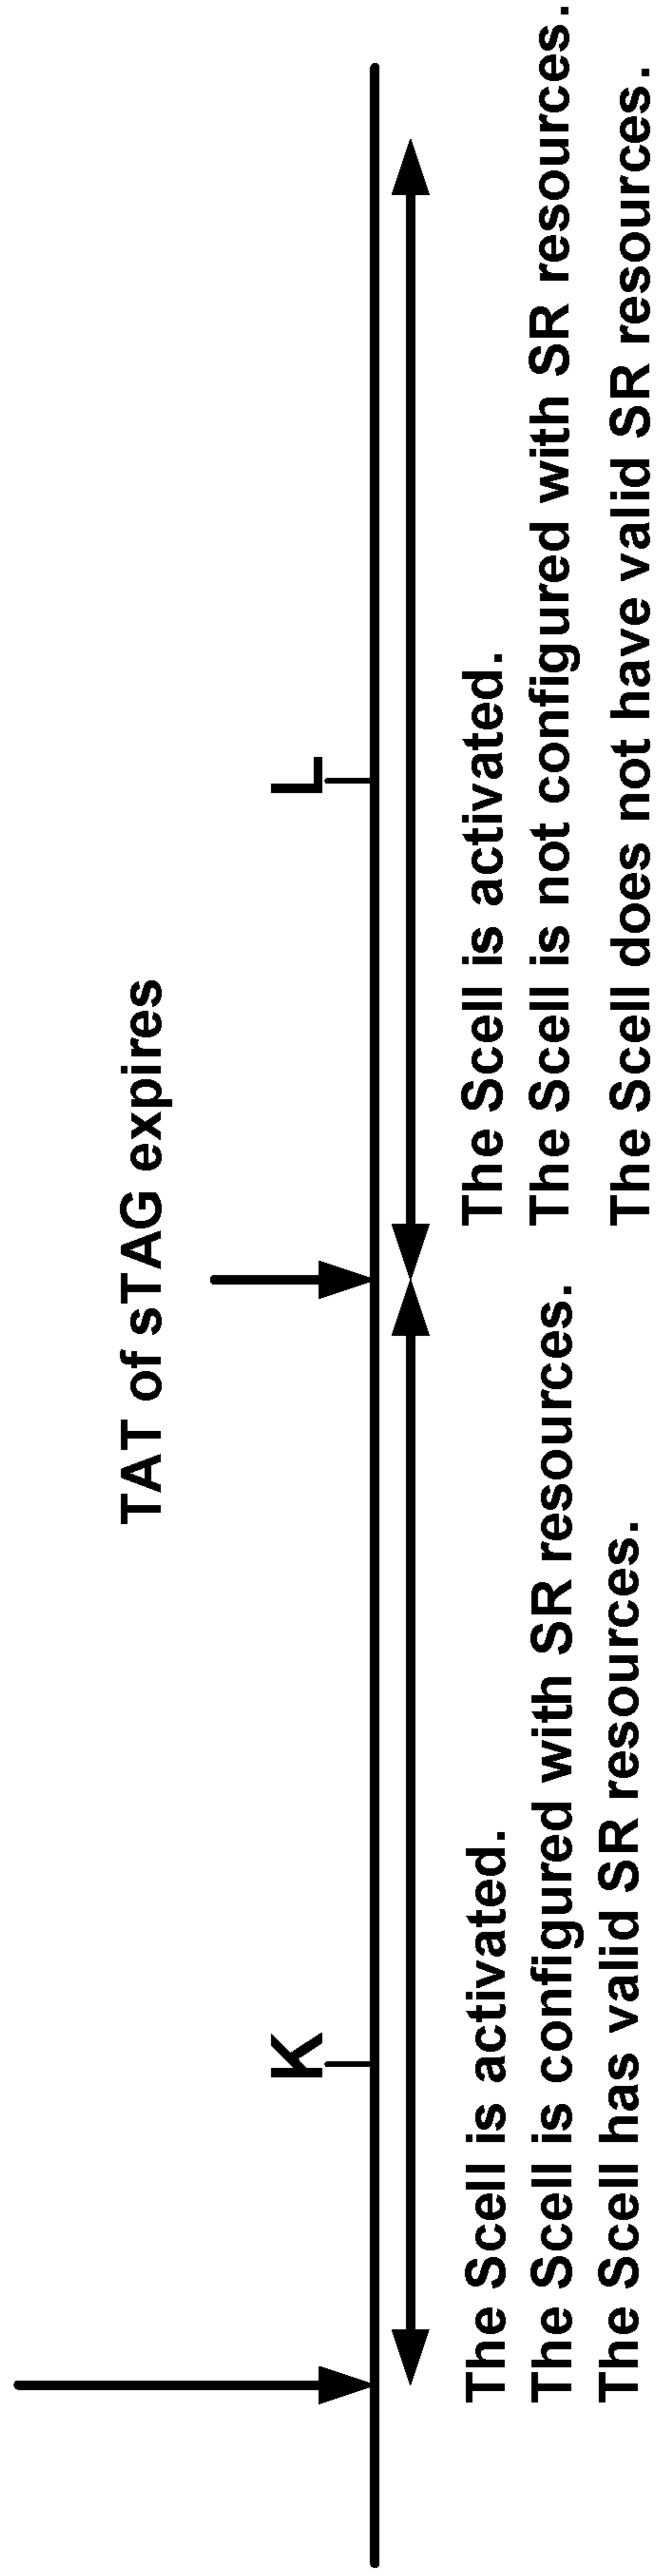 TAT of sTAG expires
K
L
The Scell is activated.
The Scell is configured with SR resources.
The Scell has valid SR resources.
The Scell is activated.
The Scell is not configured with SR resources.
The Scell does not have valid SR resources.